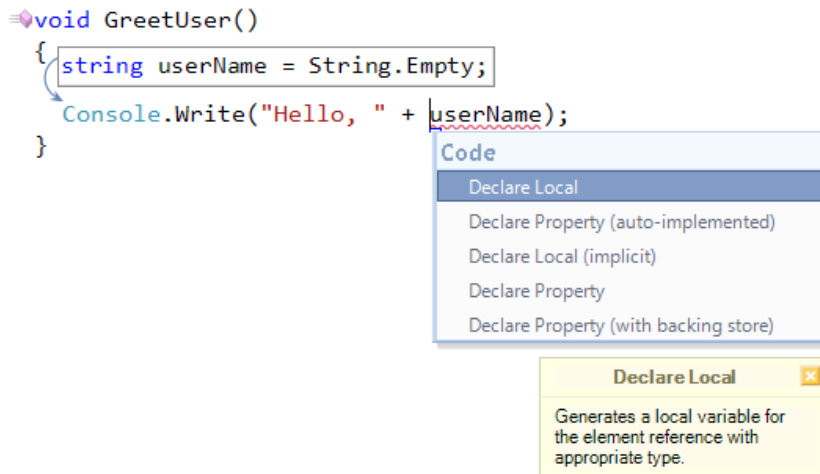 void GreetUser()
{
string userName = String.Empty;
Console.Write("Hello, " + userName);
}
Code
Declare Local
Declare Property (auto-implemented)
Declare Local (implicit)
Declare Property
Declare Property (with backing store)
Declare Local
Generates a local variable for
the element reference with
appropriate type.